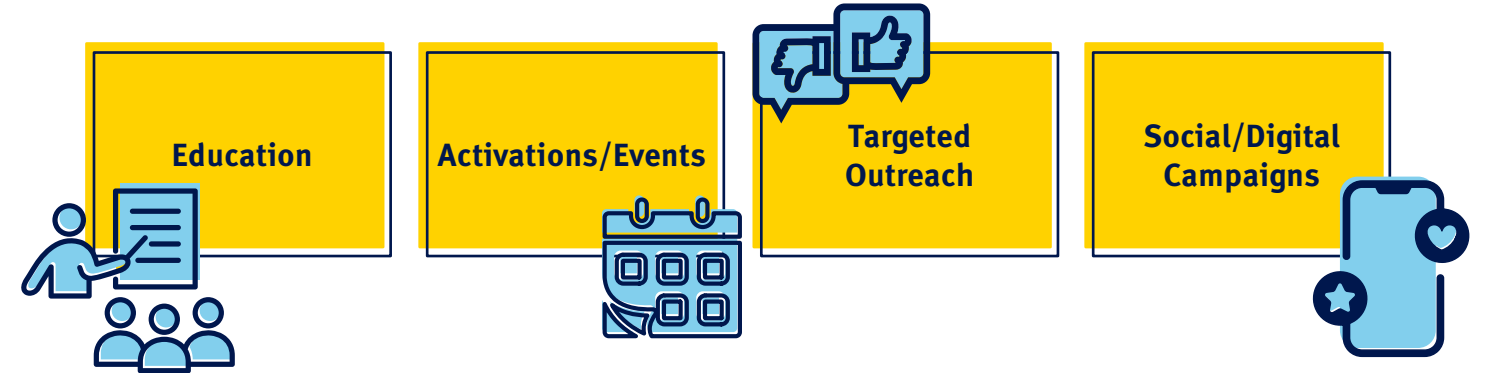 Education
Activations/Events
Targeted
Outreach
Social/Digital
Campaigns